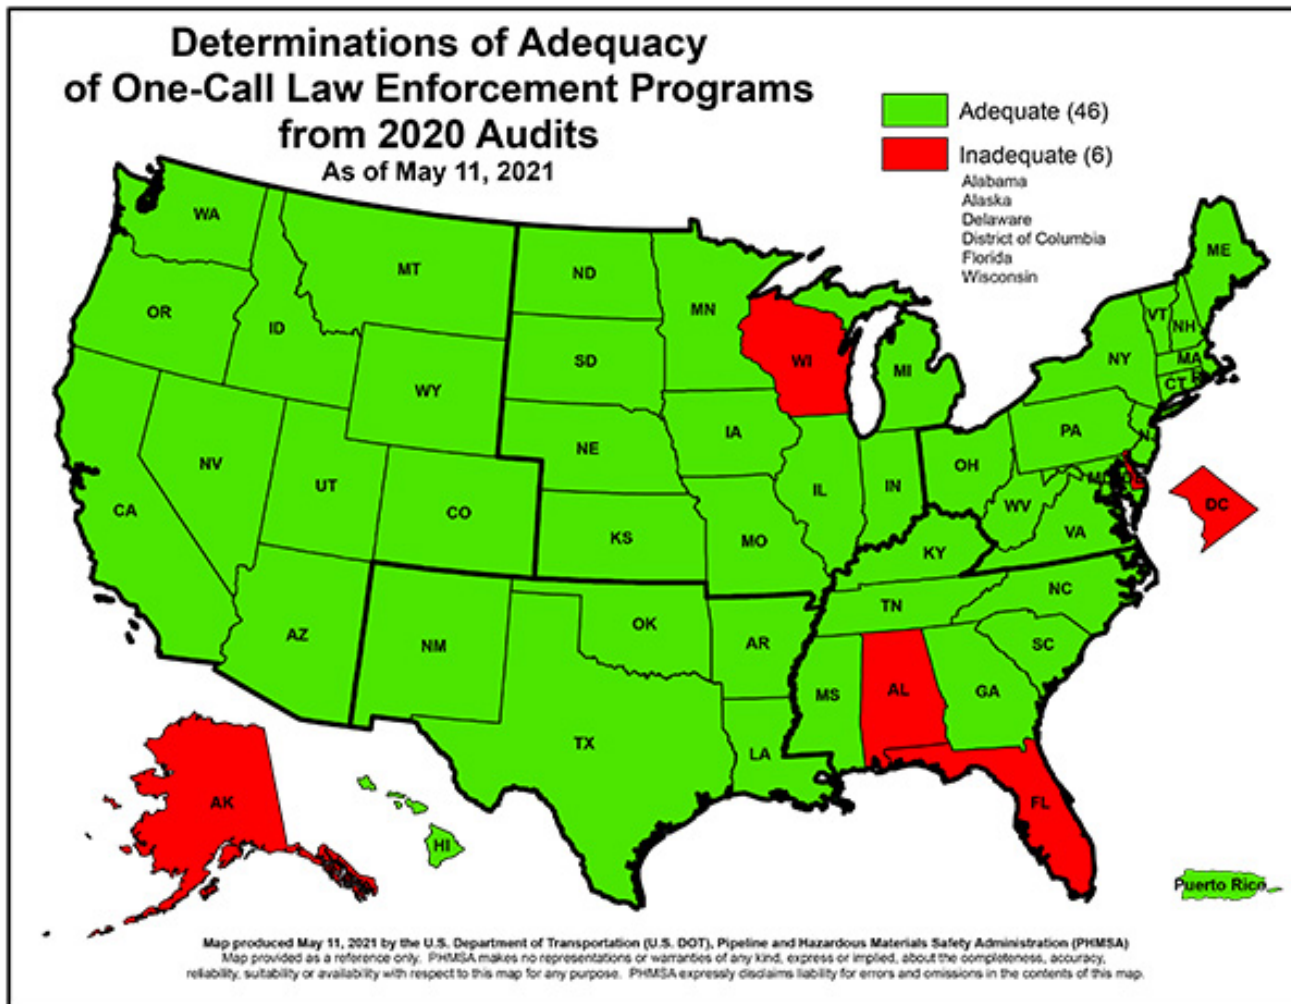 Determinations of Adequacy
of One-Call Law Enforcement Programs
from 2020 Audits
As of May 11, 2021
Adequate (46)
Inadequate (6)
Alabama
Alaska
Delaware
District of Columbia
Florida
Wisconsin
WA
MT
ND
MN
ME
OR
ID
SD
WI
MI
VT
NH
NY
MA
CT
WY
IA
PA
NV
UT
NE
IL
IN
OH
CA
CO
KS
MO
WV
VA
DC
KY
AZ
NM
OK
AR
TN
NC
SC
MS
AL
GA
TX
LA
AK
HI
FL
Puerto Rico
Map produced May 11, 2021 by the U.S. Department of Transportation (U.S. DOT), Pipeline and Hazardous Materials Safety Administration (PHMSA)
Map provided as a reference only. PHMSA makes no representations or warranties of any kind, express or implied, about the completeness, accuracy,
reliability, suitability or availability with respect to this map for any purpose. PHMSA expressly disclaims liability for errors and omissions in the contents of this map.